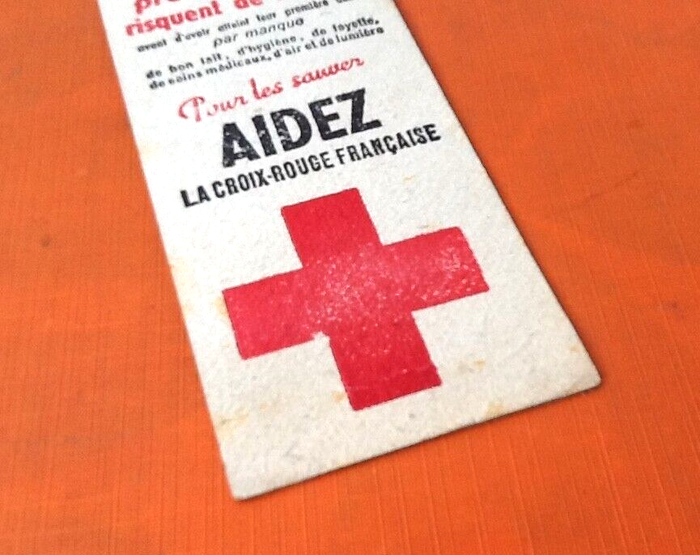 risquent de
avant d'avoir atteint leur première
par manque
de bon lait, d'hygiène, de layette,
de soins médicaux, d'air et de lumière
Pour les sauver
AIDEZ
LA CROIX-ROUGE FRANÇAISE